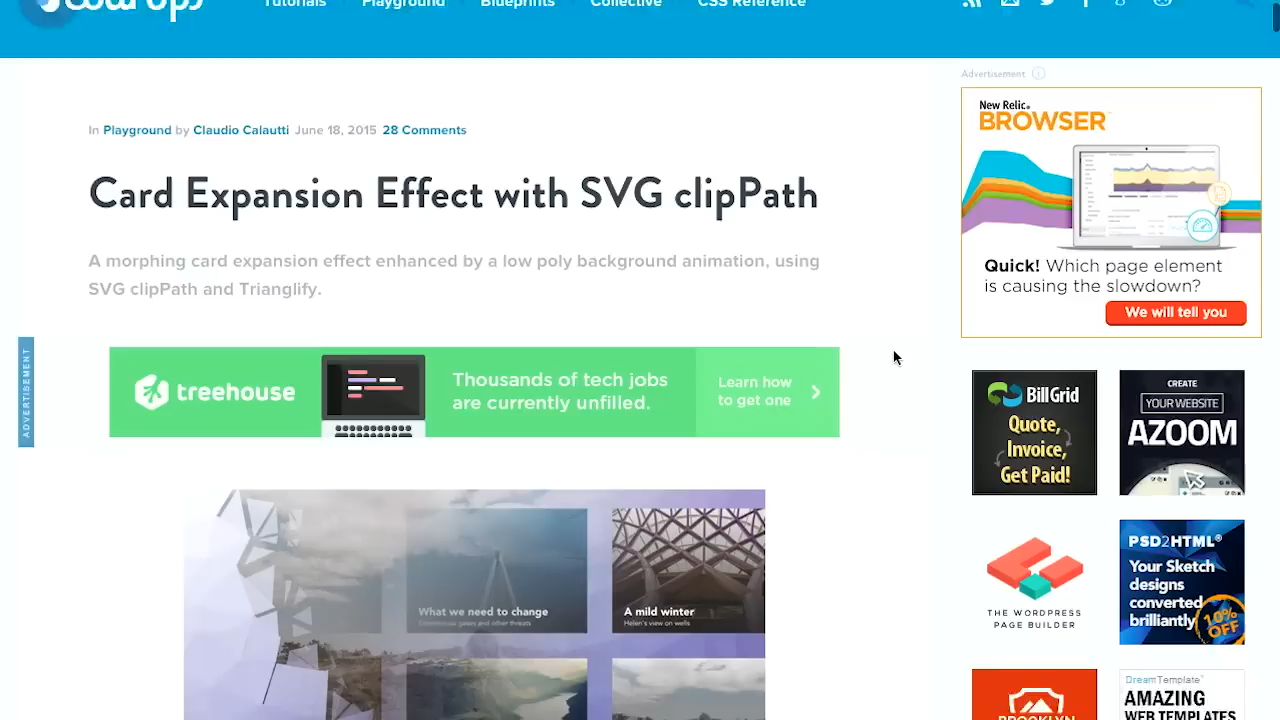 Tutorials
Playground
Blueprints
Collective
CSS Reference
Advertisement
In Playground by Claudio Calautti June 18, 2015 28 Comments
Card Expansion Effect with SVG clipPath
A morphing card expansion effect enhanced by a low poly background animation, using
SVG clipPath and Trianglify.
ADVERTISEMENT
treehouse
Thousands of tech jobs
are currently unfilled.
Learn how
to get one
What we need to change
A mild winter
Helen's view on wells
New Relic
BROWSER
Quick! Which page element
is causing the slowdown?
We will tell you
BillGrid
Quote,
Invoice,
Get Paid!
CREATE
YOUR WEBSITE
AZOOM
THE WORDPRESS
PAGE BUILDER
PSD2HTML®
Your Sketch
designs
converted
brilliantly
10%
OFF
BROOKLYN
DreamTemplate
AMAZING
WEB TEMPLATES